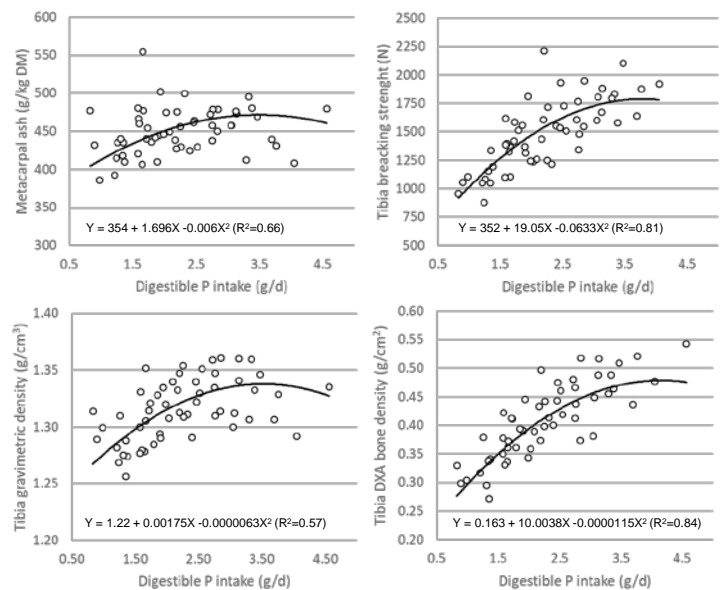 Metacarpal ash (g/kg DM)
600
550
500
450
400
350
300
Y = 354 + 1.696X -0.006X² (R²=0.66)
0.5 1.5 2.5 3.5 4.5
Digestible P intake (g/d)
Tibia breacking strenght (N)
2500
2250
2000
1750
1500
1250
1000
750
500
Y = 352 + 19.05X -0.0633X² (R²=0.81)
0.5 1.5 2.5 3.5 4.5
Digestible P intake (g/d)
Tibia gravimetric density (g/cm³)
1.40
1.35
1.30
1.25
1.20
Y = 1.22 + 0.00175X -0.0000063X² (R²=0.57)
0.5 1.5 2.5 3.5 4.5
Digestible P intake (g/d)
Tibia DXA bone density (g/cm²)
0.60
0.55
0.50
0.45
0.40
0.35
0.30
0.25
0.20
Y = 0.163 + 10.0038X -0.0000115X² (R²=0.84)
0.5 1.5 2.5 3.5 4.5
Digestible P intake (g/d)